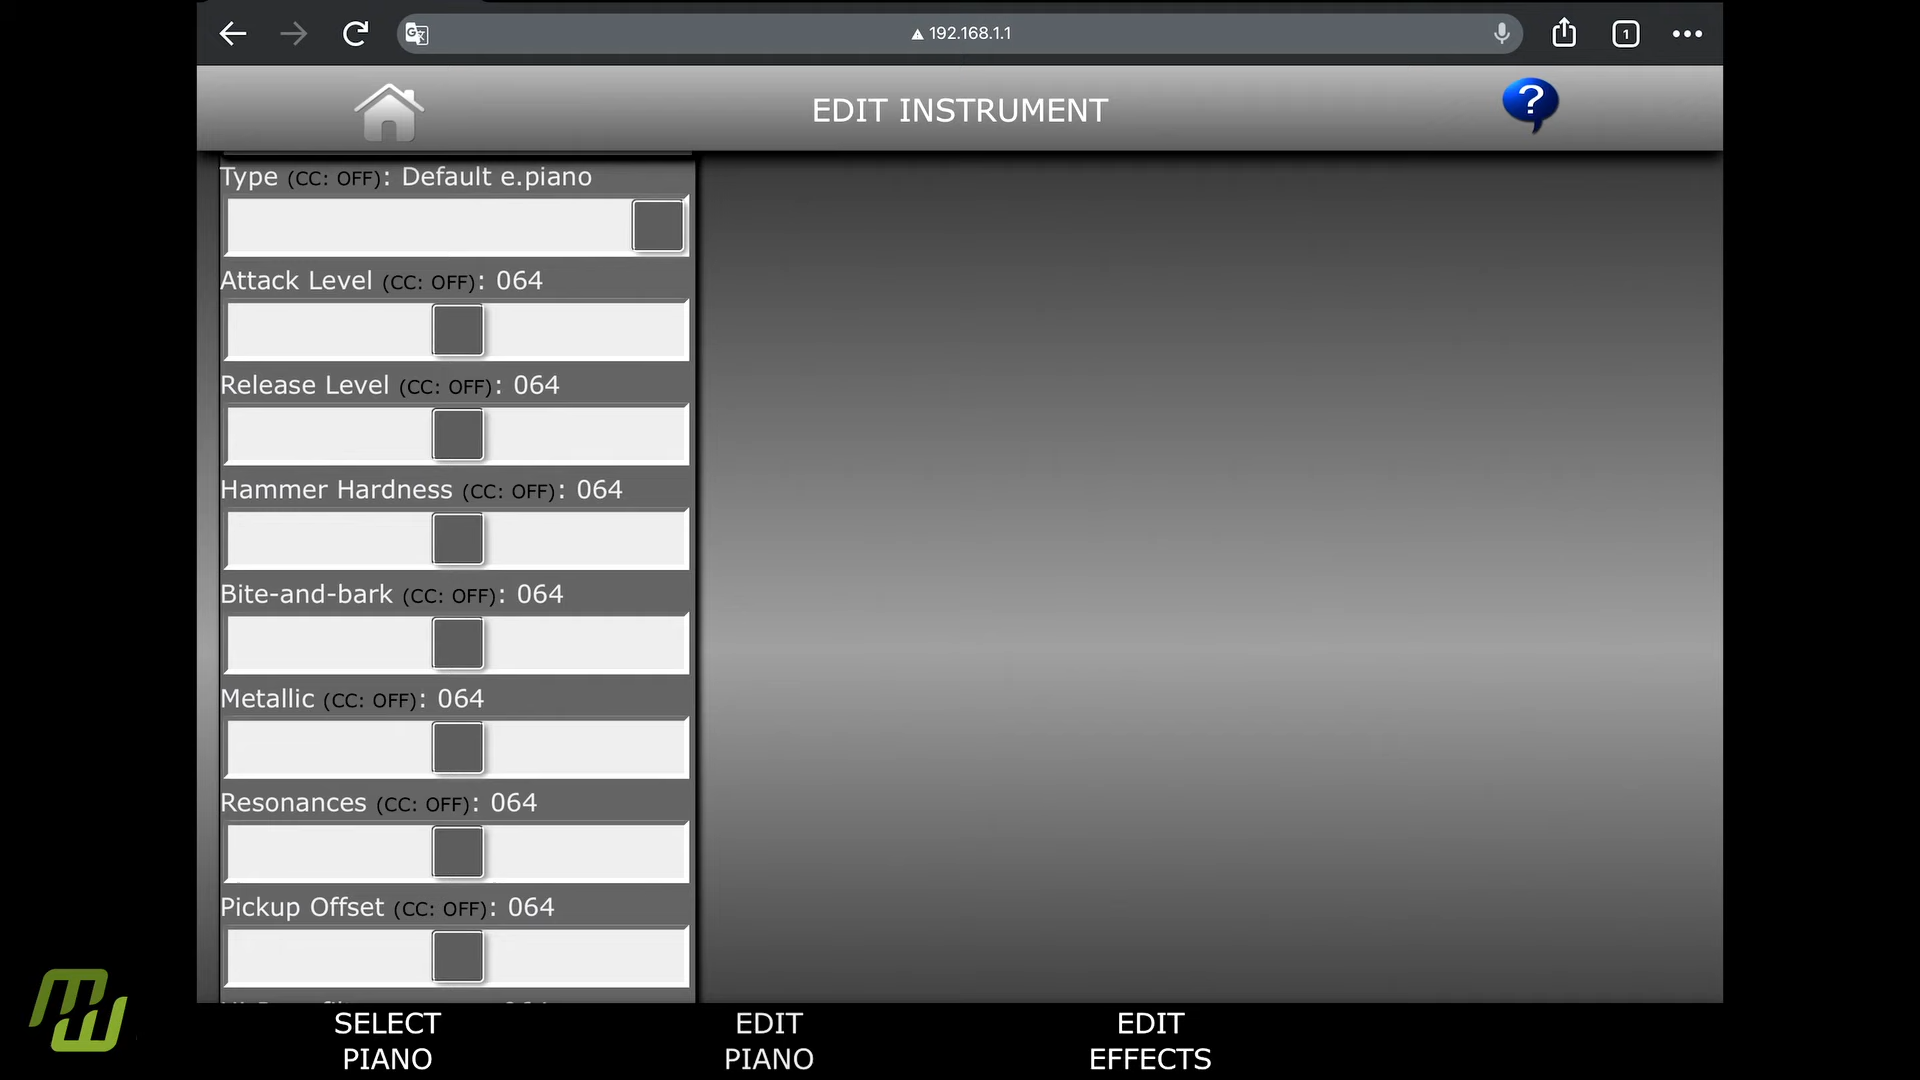 192.168.1.1
1
EDIT INSTRUMENT
?
Type (CC: OFF): Default e.piano
Attack Level (CC: OFF): 064
Release Level (CC: OFF): 064
Hammer Hardness (CC: OFF): 064
Bite-and-bark (CC: OFF): 064
Metallic (CC: OFF): 064
Resonances (CC: OFF): 064
Pickup Offset (CC: OFF): 064
SELECT
PIANO
EDIT
PIANO
EDIT
EFFECTS